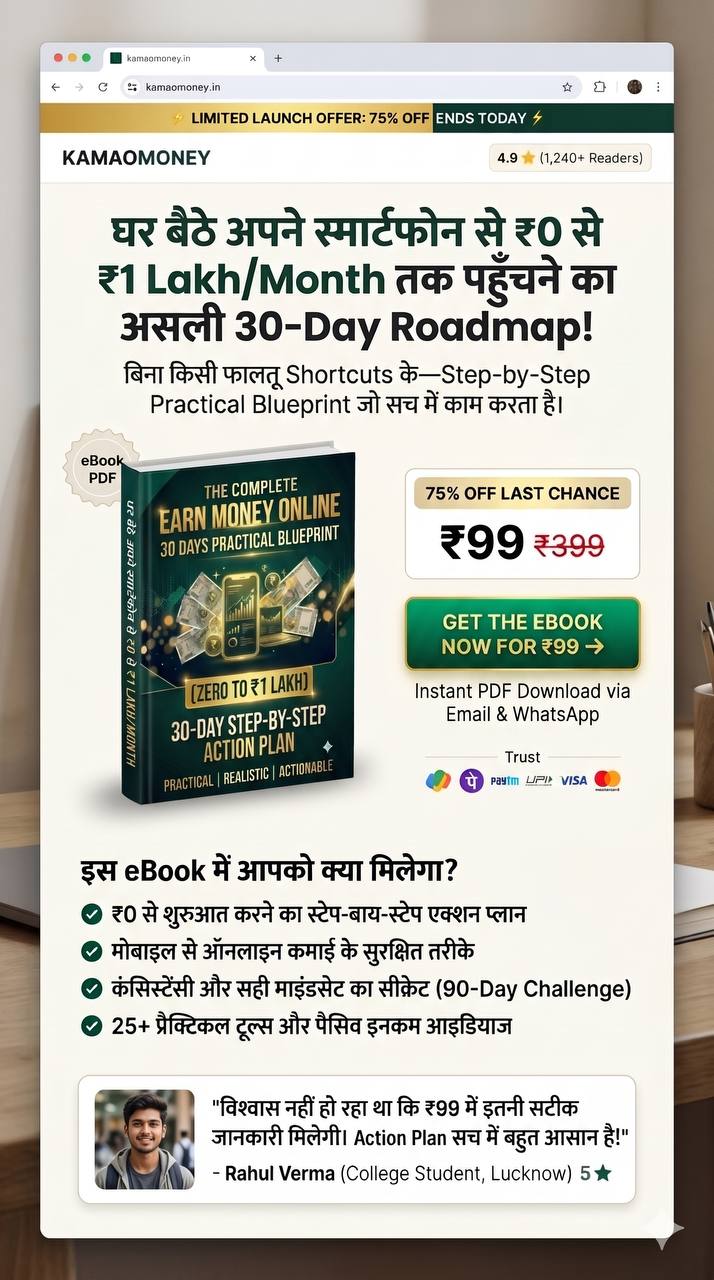 kamaomoney.in
kamaomoney.in
⚡ LIMITED LAUNCH OFFER: 75% OFF ENDS TODAY ⚡
KAMAOMONEY
4.9 ⭐ (1,240+ Readers)
घर बैठे अपने स्मार्टफोन से ₹0 से
₹1 Lakh/Month तक पहुँचने का
असली 30-Day Roadmap!
बिना किसी फालतू Shortcuts के—Step-by-Step
Practical Blueprint जो सच में काम करता है।
eBook
PDF
THE COMPLETE
EARN MONEY ONLINE
30 DAYS PRACTICAL BLUEPRINT
(ZERO TO ₹1 LAKH)
30-DAY STEP-BY-STEP
ACTION PLAN
PRACTICAL | REALISTIC | ACTIONABLE
75% OFF LAST CHANCE
₹99 ₹399
GET THE EBOOK
NOW FOR ₹99 →
Instant PDF Download via
Email & WhatsApp
Trust
Paytm UPI VISA mastercard
इस eBook में आपको क्या मिलेगा?
₹0 से शुरुआत करने का स्टेप-बाय-स्टेप एक्शन प्लान
मोबाइल से ऑनलाइन कमाई के सुरक्षित तरीके
कंसिस्टेंसी और सही माइंडसेट का सीक्रेट (90-Day Challenge)
25+ प्रैक्टिकल टूल्स और पैसिव इनकम आइडियाज
"विश्वास नहीं हो रहा था कि ₹99 में इतनी सटीक
जानकारी मिलेगी। Action Plan सच में बहुत आसान है!"
- Rahul Verma (College Student, Lucknow) 5★